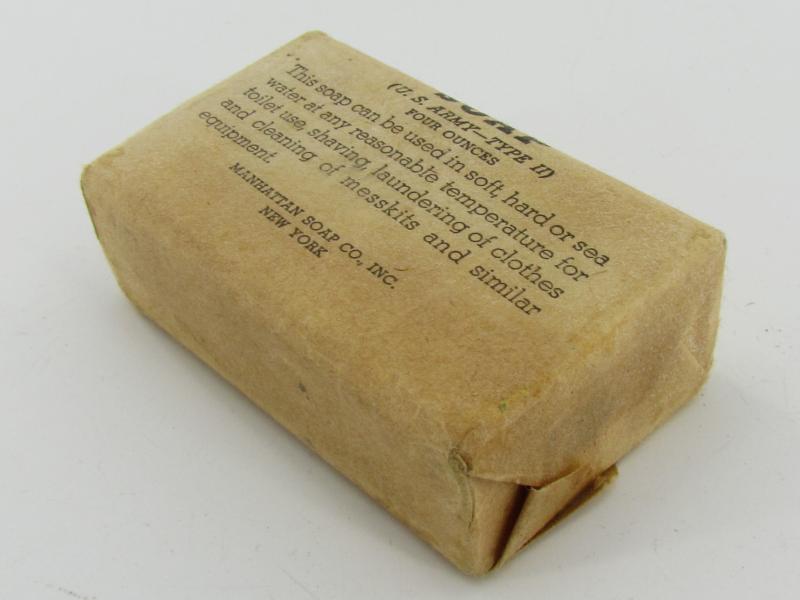 SOAP
(U. S. ARMY—TYPE II)
FOUR OUNCES
This soap can be used in soft, hard or sea
water at any reasonable temperature for
toilet use, shaving, laundering of clothes
and cleaning of messkits and similar
equipment.
MANHATTAN SOAP CO., INC.
NEW YORK